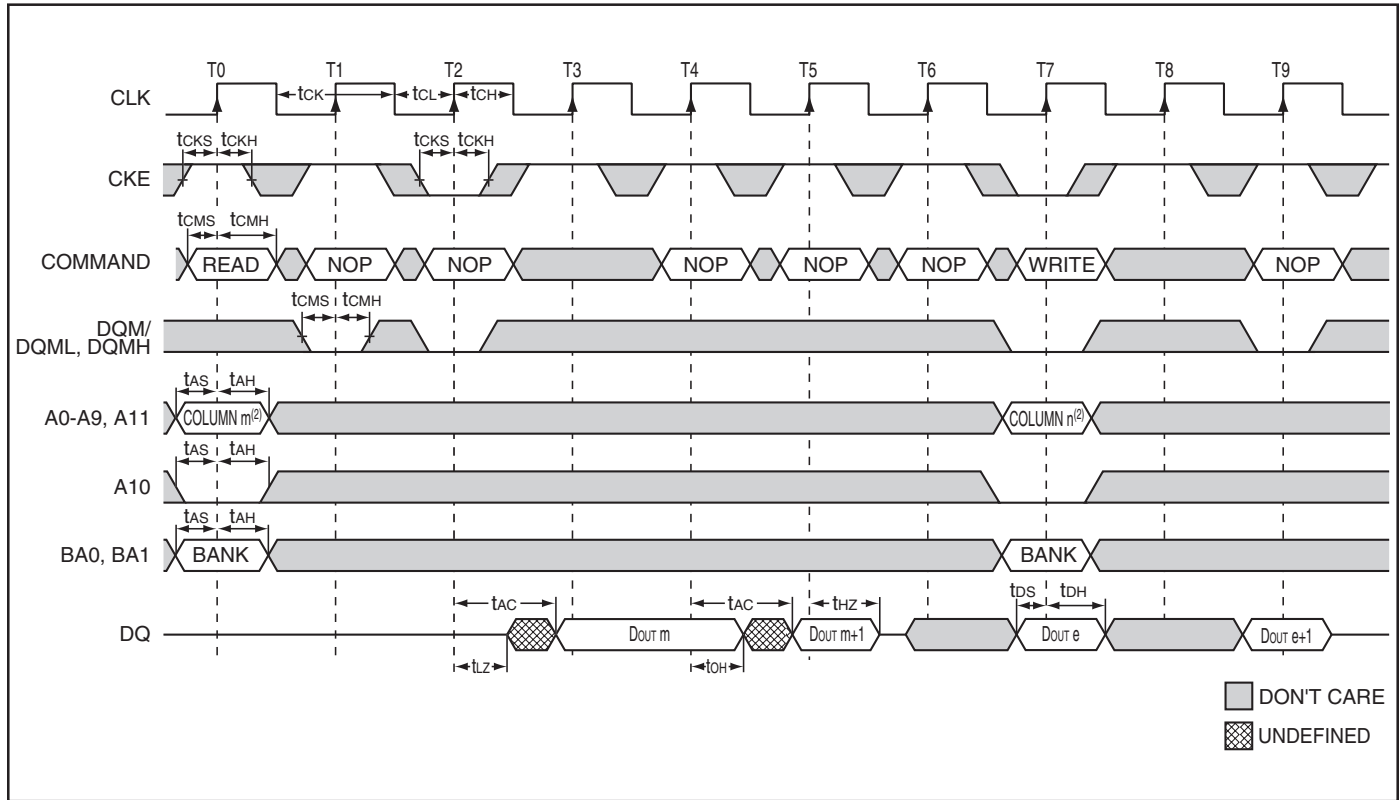 T0 T1 T2 T3 T4 T5 T6 T7 T8 T9
CLK tCK tCL tCH
tCKS tCKH tCKS tCKH
CKE
tCMS tCMH
COMMAND READ NOP NOP NOP NOP NOP WRITE NOP
tCMS tCMH
DQM/
DQML, DQMH
tAS tAH
A0-A9, A11 COLUMN m(2) COLUMN n(2)
tAS tAH
A10
tAS tAH
BA0, BA1 BANK BANK
tAC tAC tHZ tDS tDH
DQ DOUT m DOUT m+1 DOUT e DOUT e+1
tLZ tOH
DON'T CARE
UNDEFINED